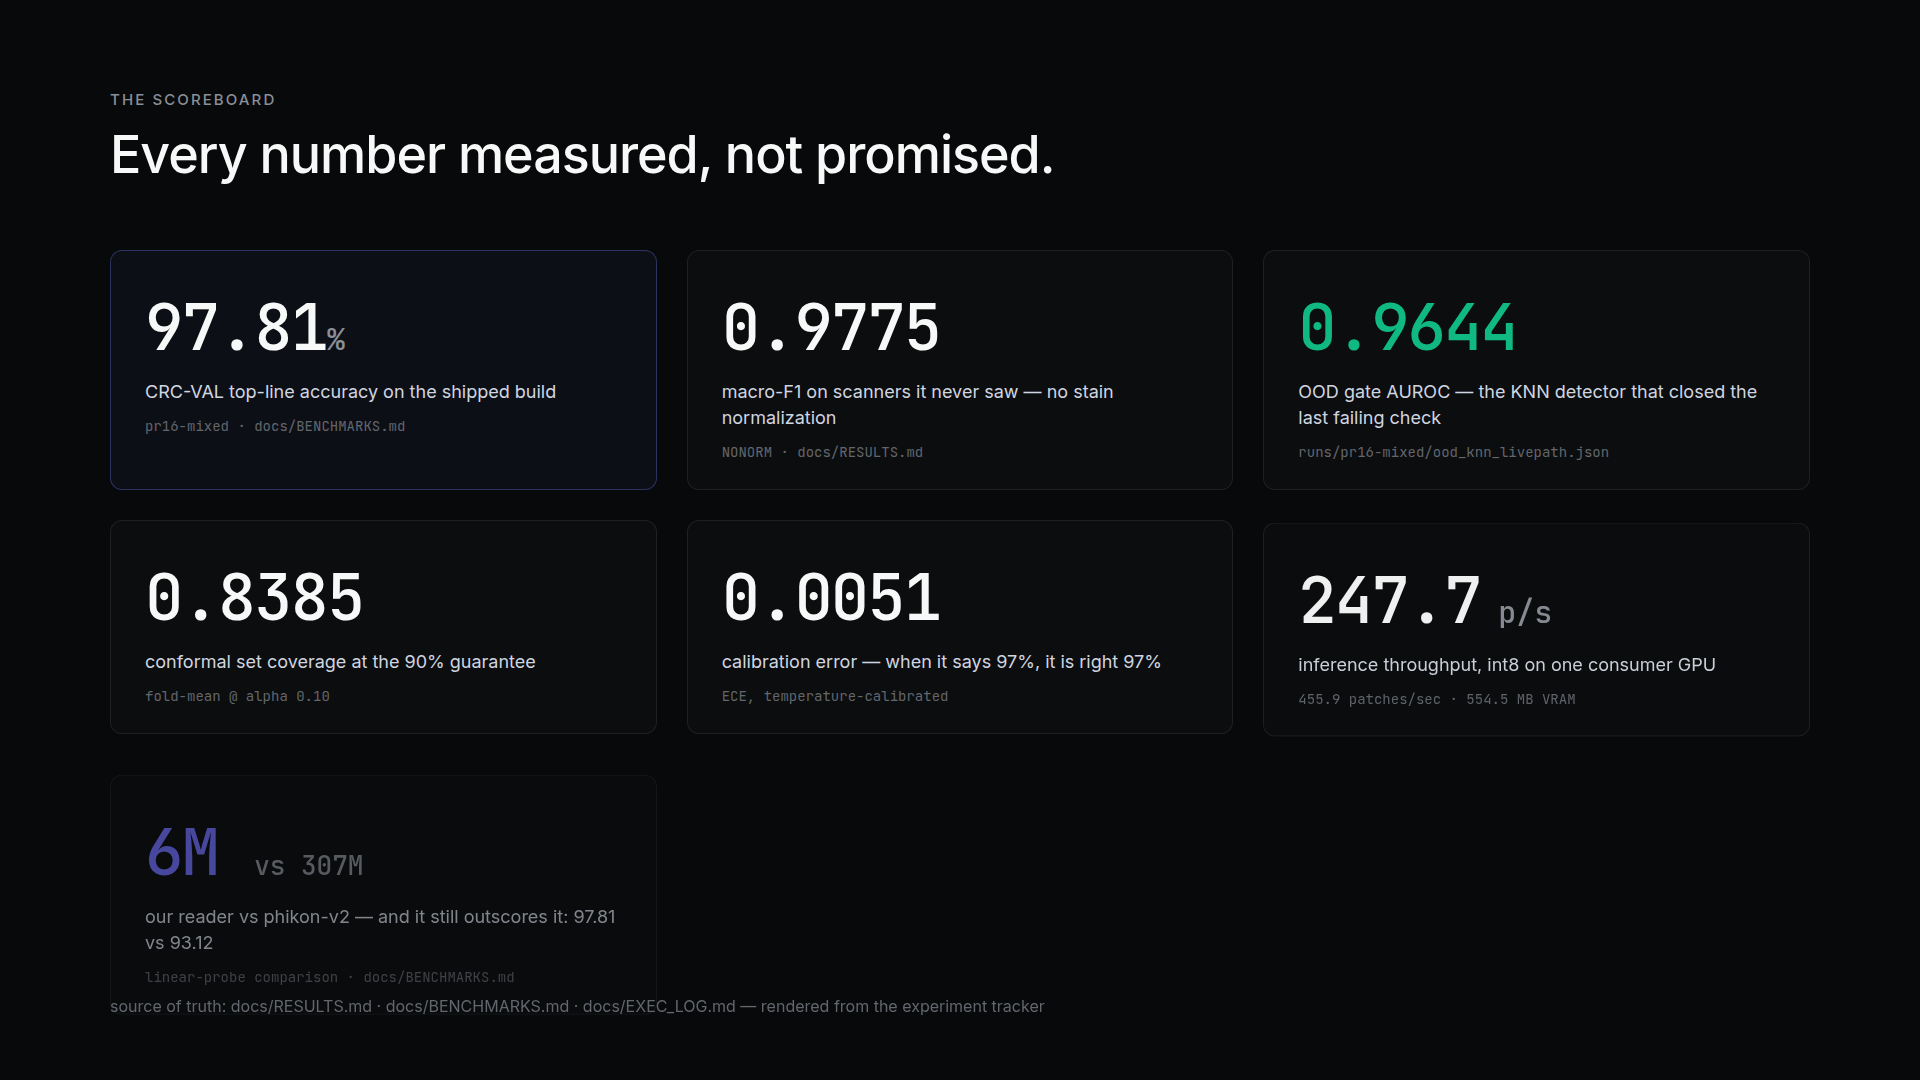 THE SCOREBOARD
Every number measured, not promised.
97.81%
CRC-VAL top-line accuracy on the shipped build
pr16-mixed · docs/BENCHMARKS.md
0.9775
macro-F1 on scanners it never saw — no stain
normalization
NONORM · docs/RESULTS.md
0.9644
OOD gate AUROC — the KNN detector that closed the
last failing check
runs/pr16-mixed/ood_knn_livepath.json
0.8385
conformal set coverage at the 90% guarantee
fold-mean @ alpha 0.10
0.0051
calibration error — when it says 97%, it is right 97%
ECE, temperature-calibrated
247.7 p/s
inference throughput, int8 on one consumer GPU
455.9 patches/sec · 554.5 MB VRAM
6M vs 307M
our reader vs phikon-v2 — and it still outscores it: 97.81
vs 93.12
linear-probe comparison · docs/BENCHMARKS.md
source of truth: docs/RESULTS.md · docs/BENCHMARKS.md · docs/EXEC_LOG.md — rendered from the experiment tracker